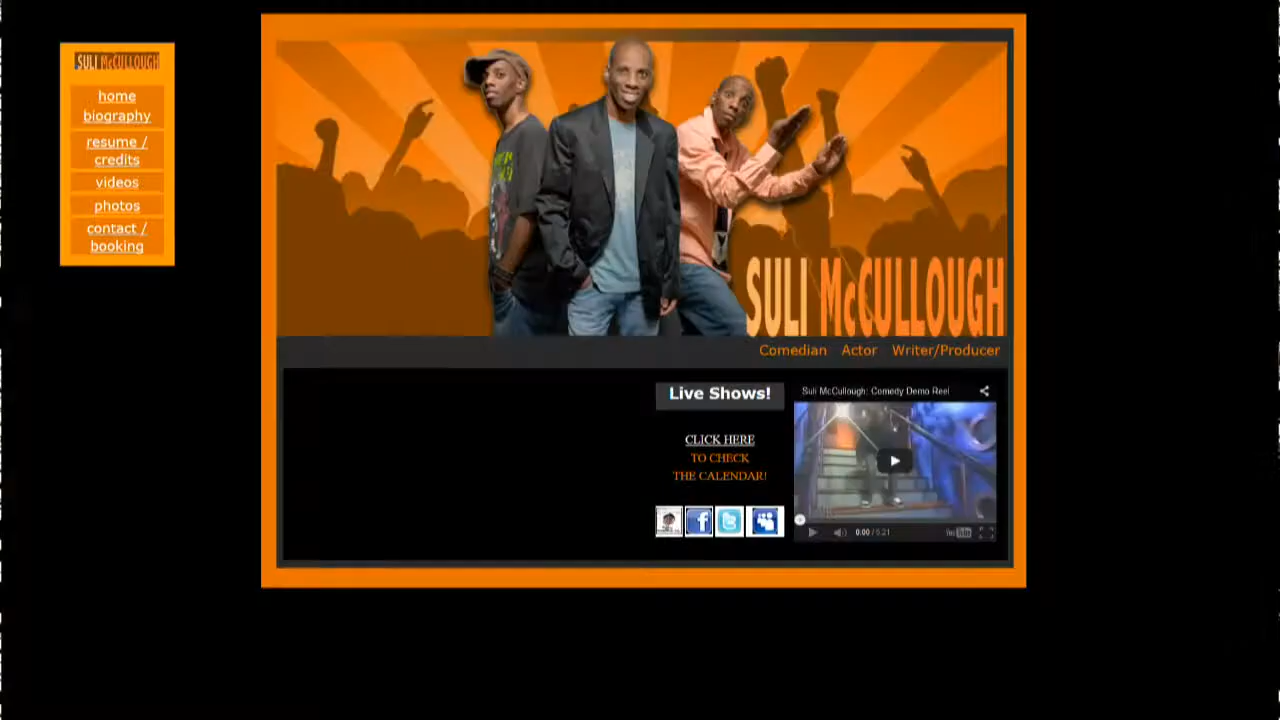 SULI McCULLOUGH
home
biography
resume /
credits
videos
photos
contact /
booking
SULI McCULLOUGH
Comedian Actor Writer/Producer
Live Shows!
CLICK HERE
TO CHECK
THE CALENDAR!
Suli McCullough: Comedy Demo Reel
0:00 / 5:21
YouTube